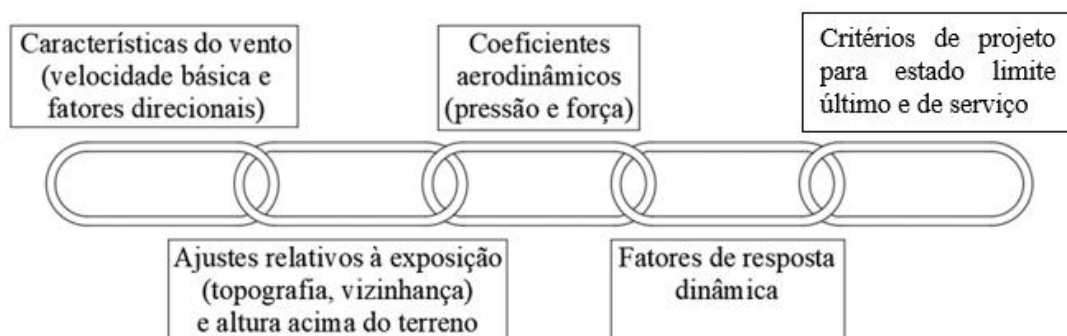 Características do vento
(velocidade básica e
fatores direcionais)
Coeficientes
aerodinâmicos
(pressão e força)
Critérios de projeto
para estado limite
último e de serviço
Ajustes relativos à exposição
(topografia, vizinhança)
e altura acima do terreno
Fatores de resposta
dinâmica